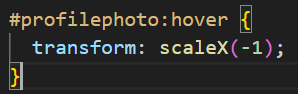 #profilephoto:hover {
  transform: scaleX(-1);
}